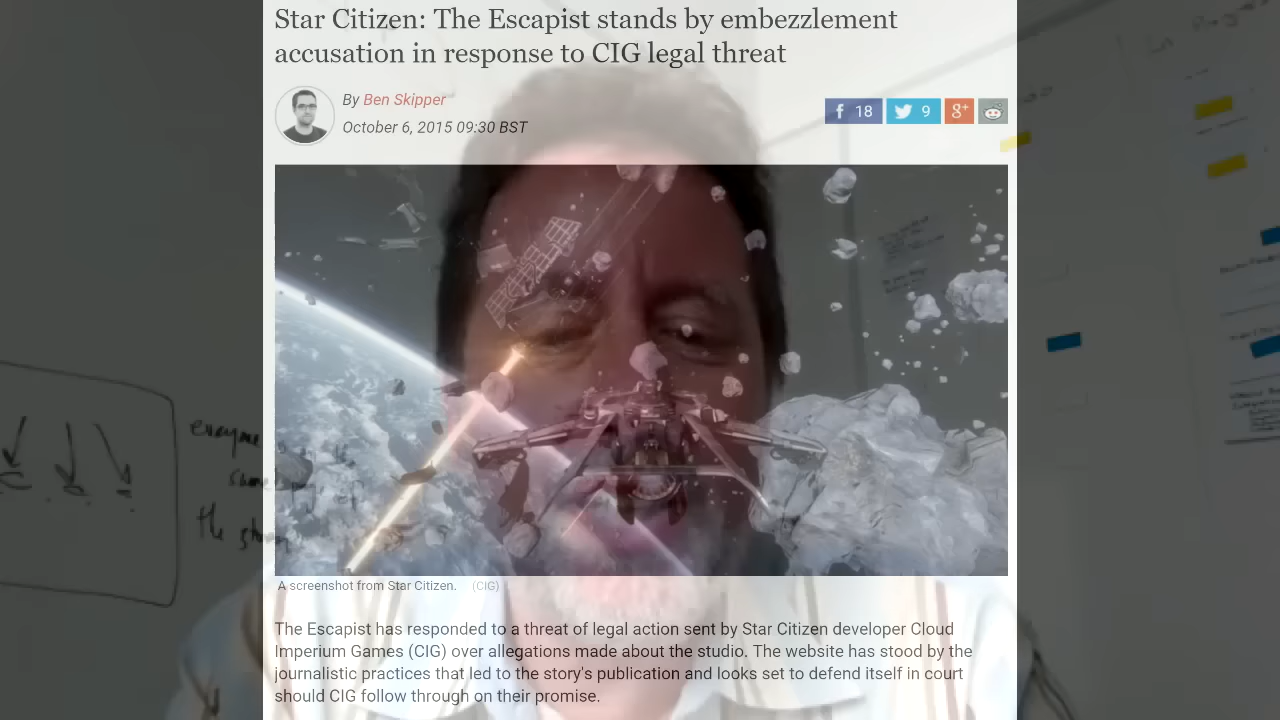 Star Citizen: The Escapist stands by embezzlement
accusation in response to CIG legal threat
By Ben Skipper
October 6, 2015 09:30 BST
18
9
g+
A screenshot from Star Citizen. (CIG)
The Escapist has responded to a threat of legal action sent by Star Citizen developer Cloud
Imperium Games (CIG) over allegations made about the studio. The website has stood by the
journalistic practices that led to the story's publication and looks set to defend itself in court
should CIG follow through on their promise.
the